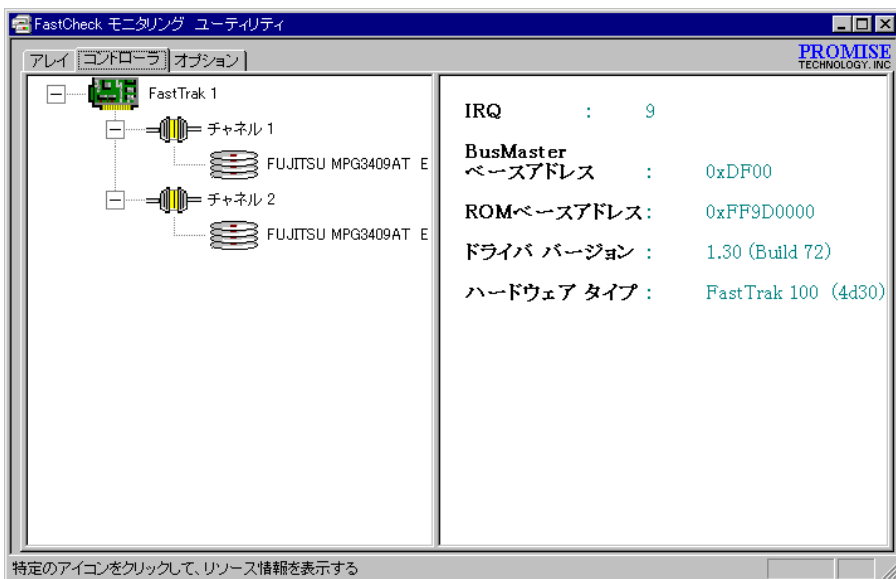 FastCheck モニタリング ユーティリティ
アレイ コントローラ オプション
PROMISE
TECHNOLOGY, INC
FastTrak 1
チャネル 1
FUJITSU MPG3409AT E
チャネル 2
FUJITSU MPG3409AT E
IRQ : 9
BusMaster
ベースアドレス : 0xDF00
ROMベースアドレス : 0xFF9D0000
ドライバ バージョン : 1.30 (Build 72)
ハードウェア タイプ : FastTrak 100 (4d30)
特定のアイコンをクリックして、リソース情報を表示する